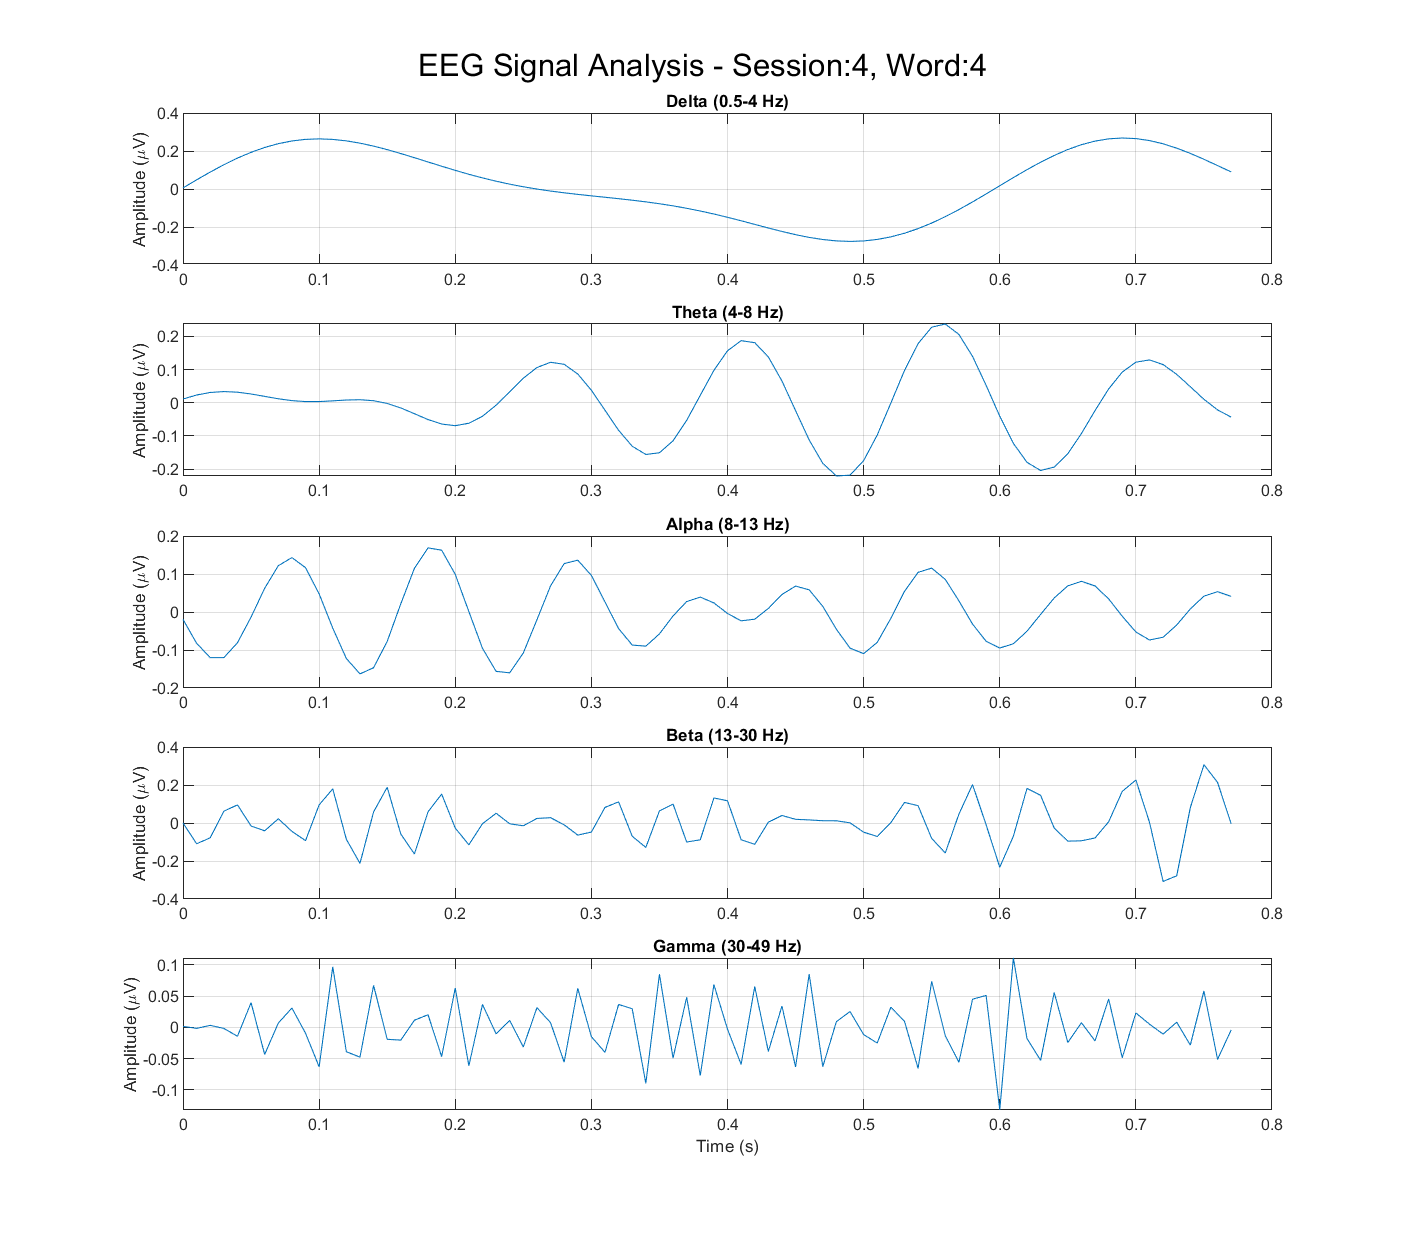 EEG Signal Analysis - Session:4, Word:4
Delta (0.5-4 Hz)
Amplitude (μV)
0.4
0.2
0
-0.2
-0.4
0 0.1 0.2 0.3 0.4 0.5 0.6 0.7 0.8
Theta (4-8 Hz)
Amplitude (μV)
0.2
0.1
0
-0.1
-0.2
0 0.1 0.2 0.3 0.4 0.5 0.6 0.7 0.8
Alpha (8-13 Hz)
Amplitude (μV)
0.2
0.1
0
-0.1
-0.2
0 0.1 0.2 0.3 0.4 0.5 0.6 0.7 0.8
Beta (13-30 Hz)
Amplitude (μV)
0.4
0.2
0
-0.2
-0.4
0 0.1 0.2 0.3 0.4 0.5 0.6 0.7 0.8
Gamma (30-49 Hz)
Amplitude (μV)
0.1
0.05
0
-0.05
-0.1
0 0.1 0.2 0.3 0.4 0.5 0.6 0.7 0.8
Time (s)